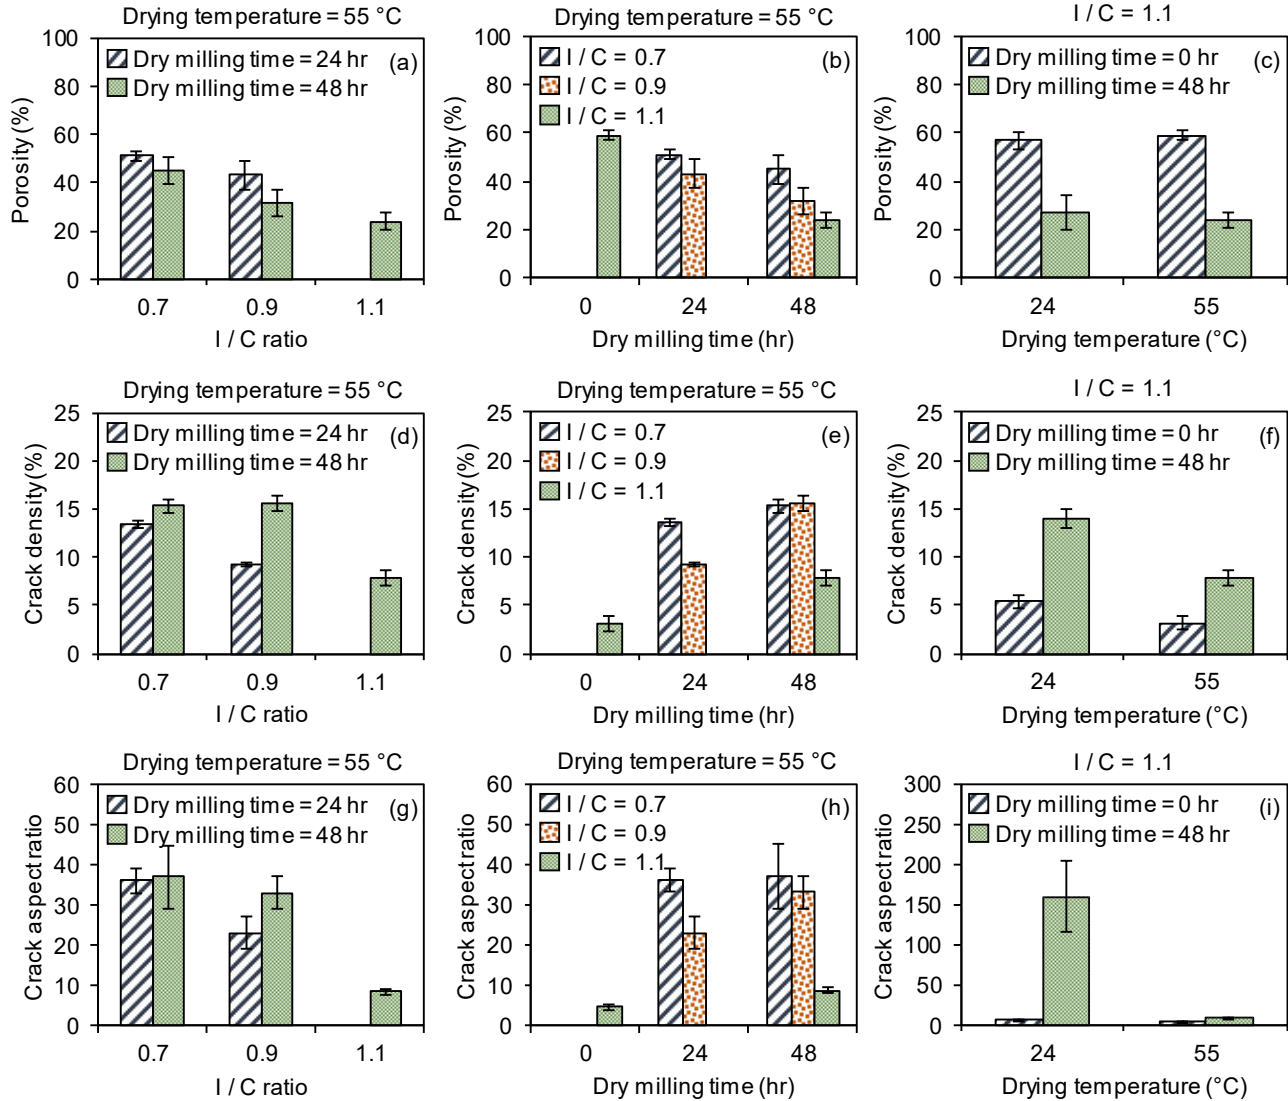 Drying temperature = 55 °C
100
80
60
40
20
0
Porosity (%)
Dry milling time = 24 hr
Dry milling time = 48 hr
(a)
0.7
0.9
1.1
I / C ratio
Drying temperature = 55 °C
100
80
60
40
20
0
Porosity (%)
I / C = 0.7
I / C = 0.9
I / C = 1.1
(b)
0
24
48
Dry milling time (hr)
I / C = 1.1
100
80
60
40
20
0
Porosity (%)
Dry milling time = 0 hr
Dry milling time = 48 hr
(c)
24
55
Drying temperature (°C)
Drying temperature = 55 °C
25
20
15
10
5
0
Crack density (%)
Dry milling time = 24 hr
Dry milling time = 48 hr
(d)
0.7
0.9
1.1
I / C ratio
Drying temperature = 55 °C
25
20
15
10
5
0
Crack density (%)
I / C = 0.7
I / C = 0.9
I / C = 1.1
(e)
0
24
48
Dry milling time (hr)
I / C = 1.1
25
20
15
10
5
0
Crack density (%)
Dry milling time = 0 hr
Dry milling time = 48 hr
(f)
24
55
Drying temperature (°C)
Drying temperature = 55 °C
60
50
40
30
20
10
0
Crack aspect ratio
Dry milling time = 24 hr
Dry milling time = 48 hr
(g)
0.7
0.9
1.1
I / C ratio
Drying temperature = 55 °C
60
50
40
30
20
10
0
Crack aspect ratio
I / C = 0.7
I / C = 0.9
I / C = 1.1
(h)
0
24
48
Dry milling time (hr)
I / C = 1.1
300
250
200
150
100
50
0
Crack aspect ratio
Dry milling time = 0 hr
Dry milling time = 48 hr
(i)
24
55
Drying temperature (°C)